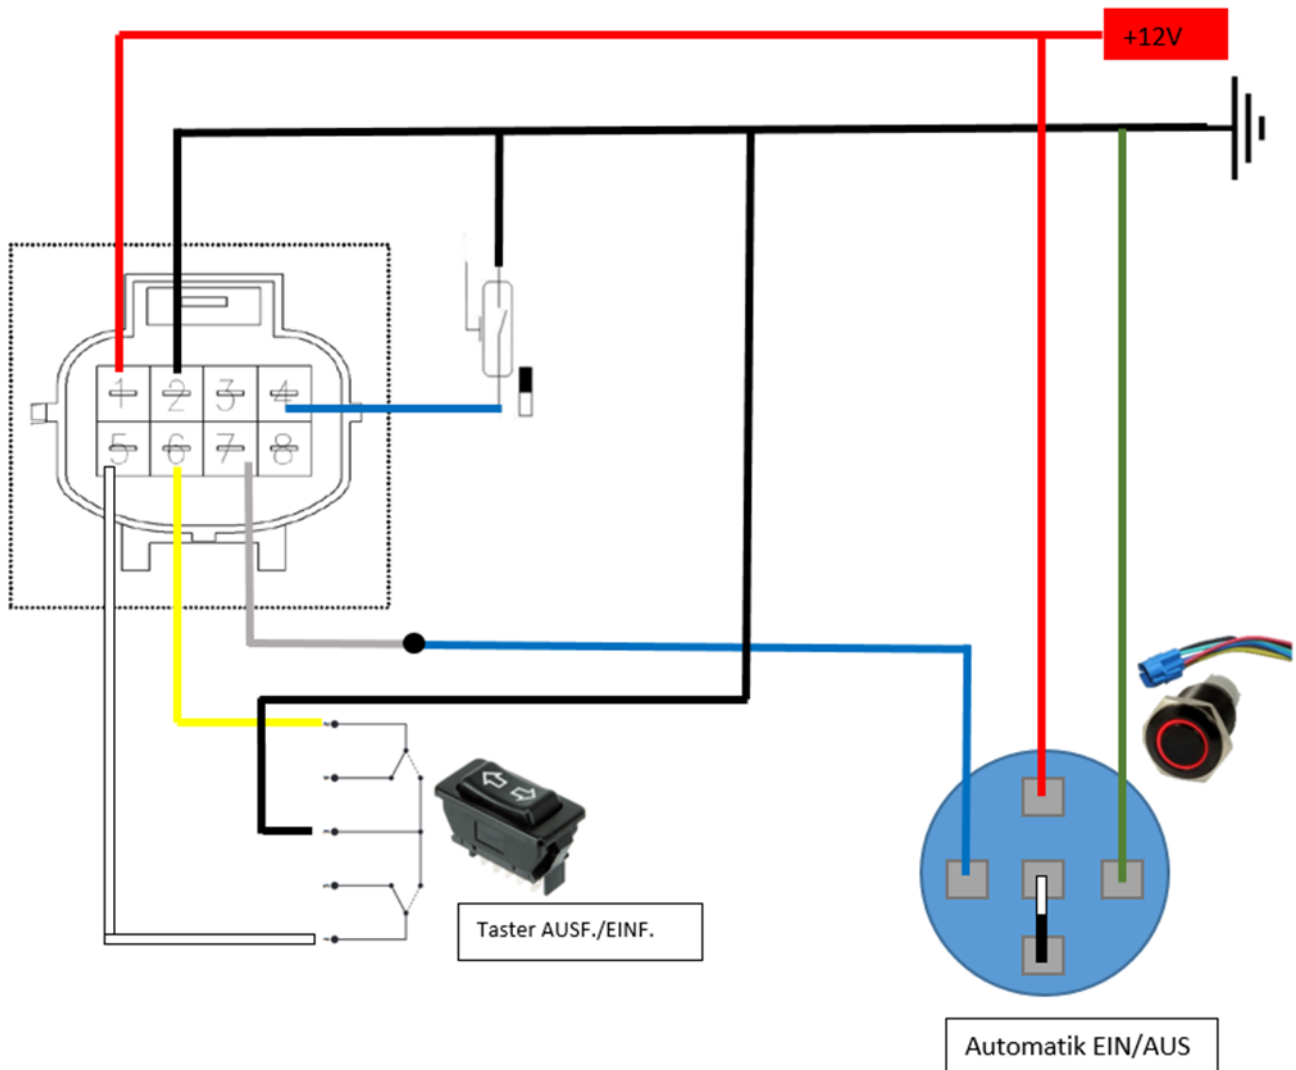 +12V
1 2 3 4
5 6 7 8
Taster AUSF./EINF.
Automatik EIN/AUS